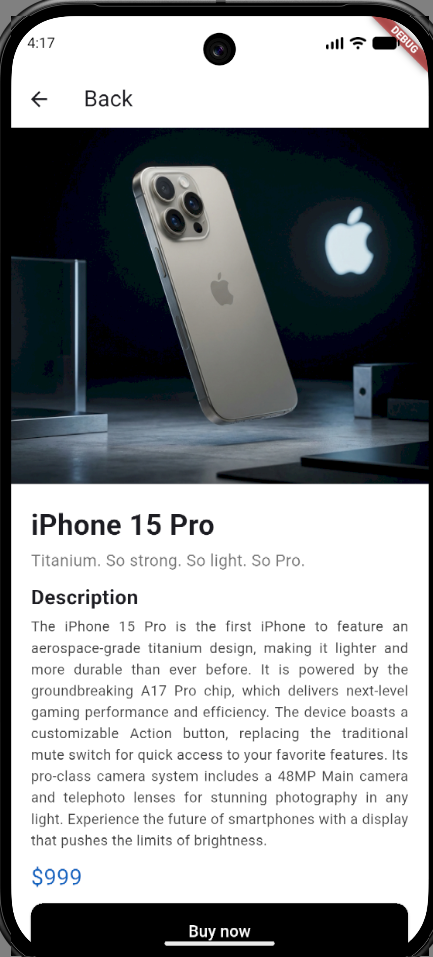 4:17
DEBUG
Back
iPhone 15 Pro
Titanium. So strong. So light. So Pro.
Description
The iPhone 15 Pro is the first iPhone to feature an
aerospace-grade titanium design, making it lighter and
more durable than ever before. It is powered by the
groundbreaking A17 Pro chip, which delivers next-level
gaming performance and efficiency. The device boasts a
customizable Action button, replacing the traditional
mute switch for quick access to your favorite features. Its
pro-class camera system includes a 48MP Main camera
and telephoto lenses for stunning photography in any
light. Experience the future of smartphones with a display
that pushes the limits of brightness.
$999
Buy now